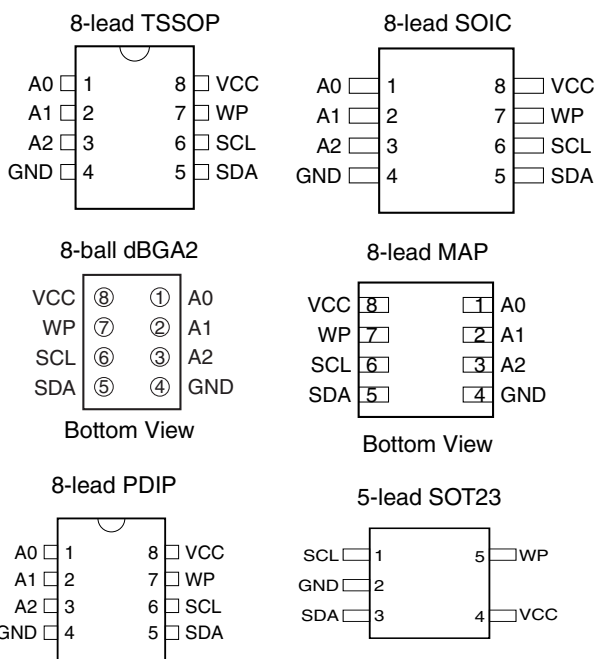 8-lead TSSOP
A0 1 8 VCC
A1 2 7 WP
A2 3 6 SCL
GND 4 5 SDA
8-lead SOIC
A0 1 8 VCC
A1 2 7 WP
A2 3 6 SCL
GND 4 5 SDA
8-ball dBGA2
VCC 8 1 A0
WP 7 2 A1
SCL 6 3 A2
SDA 5 4 GND
Bottom View
8-lead MAP
VCC 8 1 A0
WP 7 2 A1
SCL 6 3 A2
SDA 5 4 GND
Bottom View
8-lead PDIP
A0 1 8 VCC
A1 2 7 WP
A2 3 6 SCL
GND 4 5 SDA
5-lead SOT23
SCL 1 5 WP
GND 2
SDA 3 4 VCC